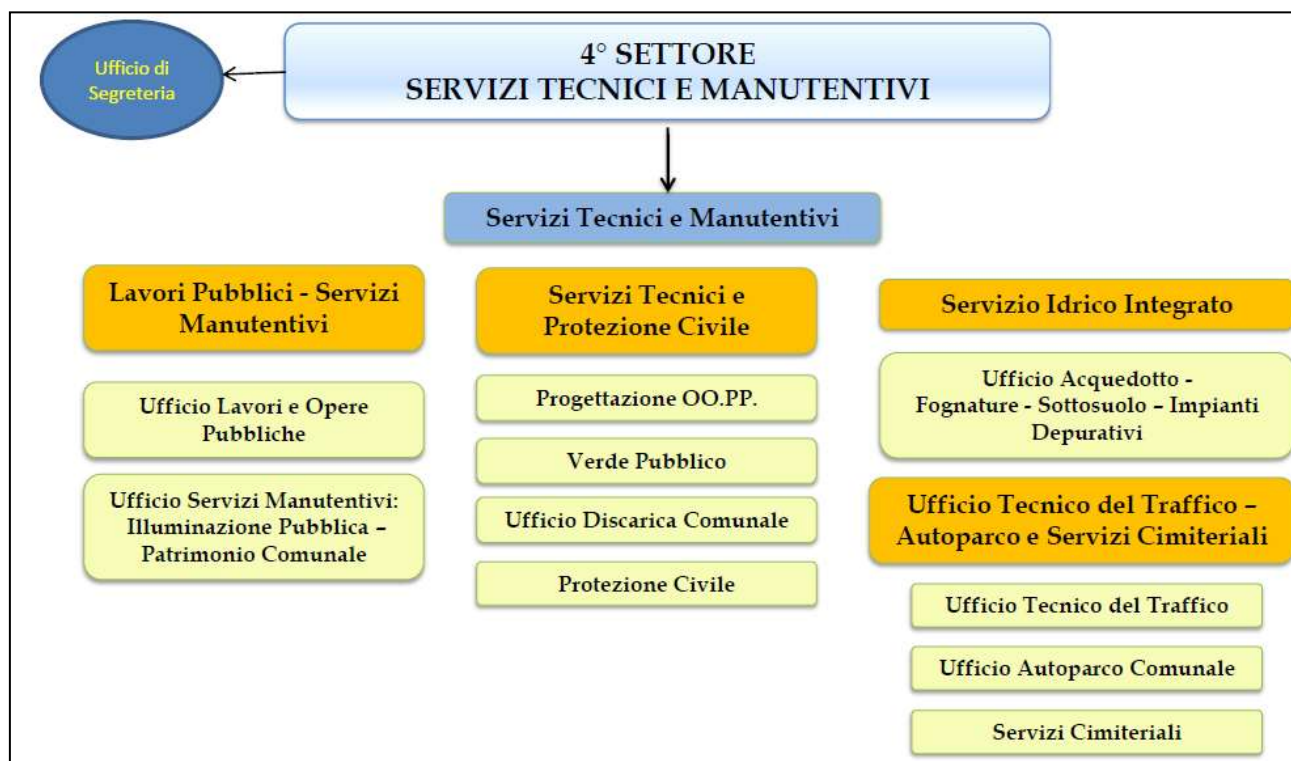 Ufficio di
Segreteria
4° SETTORE
SERVIZI TECNICI E MANUTENTIVI
Servizi Tecnici e Manutentivi
Lavori Pubblici - Servizi
Manutentivi
Ufficio Lavori e Opere
Pubbliche
Ufficio Servizi Manutentivi:
Illuminazione Pubblica –
Patrimonio Comunale
Servizi Tecnici e
Protezione Civile
Progettazione OO.PP.
Verde Pubblico
Ufficio Discarica Comunale
Protezione Civile
Servizio Idrico Integrato
Ufficio Acquedotto -
Fognature - Sottosuolo – Impianti
Depurativi
Ufficio Tecnico del Traffico –
Autoparco e Servizi Cimiteriali
Ufficio Tecnico del Traffico
Ufficio Autoparco Comunale
Servizi Cimiteriali